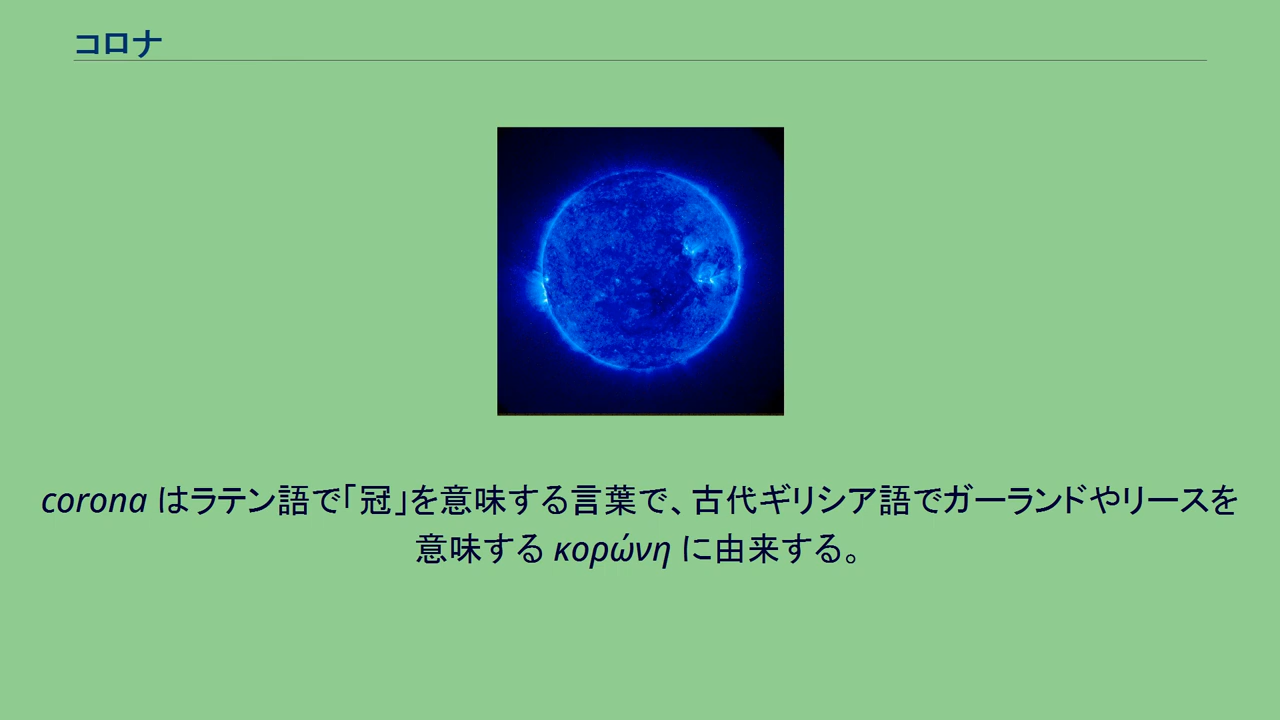 コロナ
corona はラテン語で「冠」を意味する言葉で、古代ギリシア語でガーランドやリースを
意味する κορώνη に由来する。